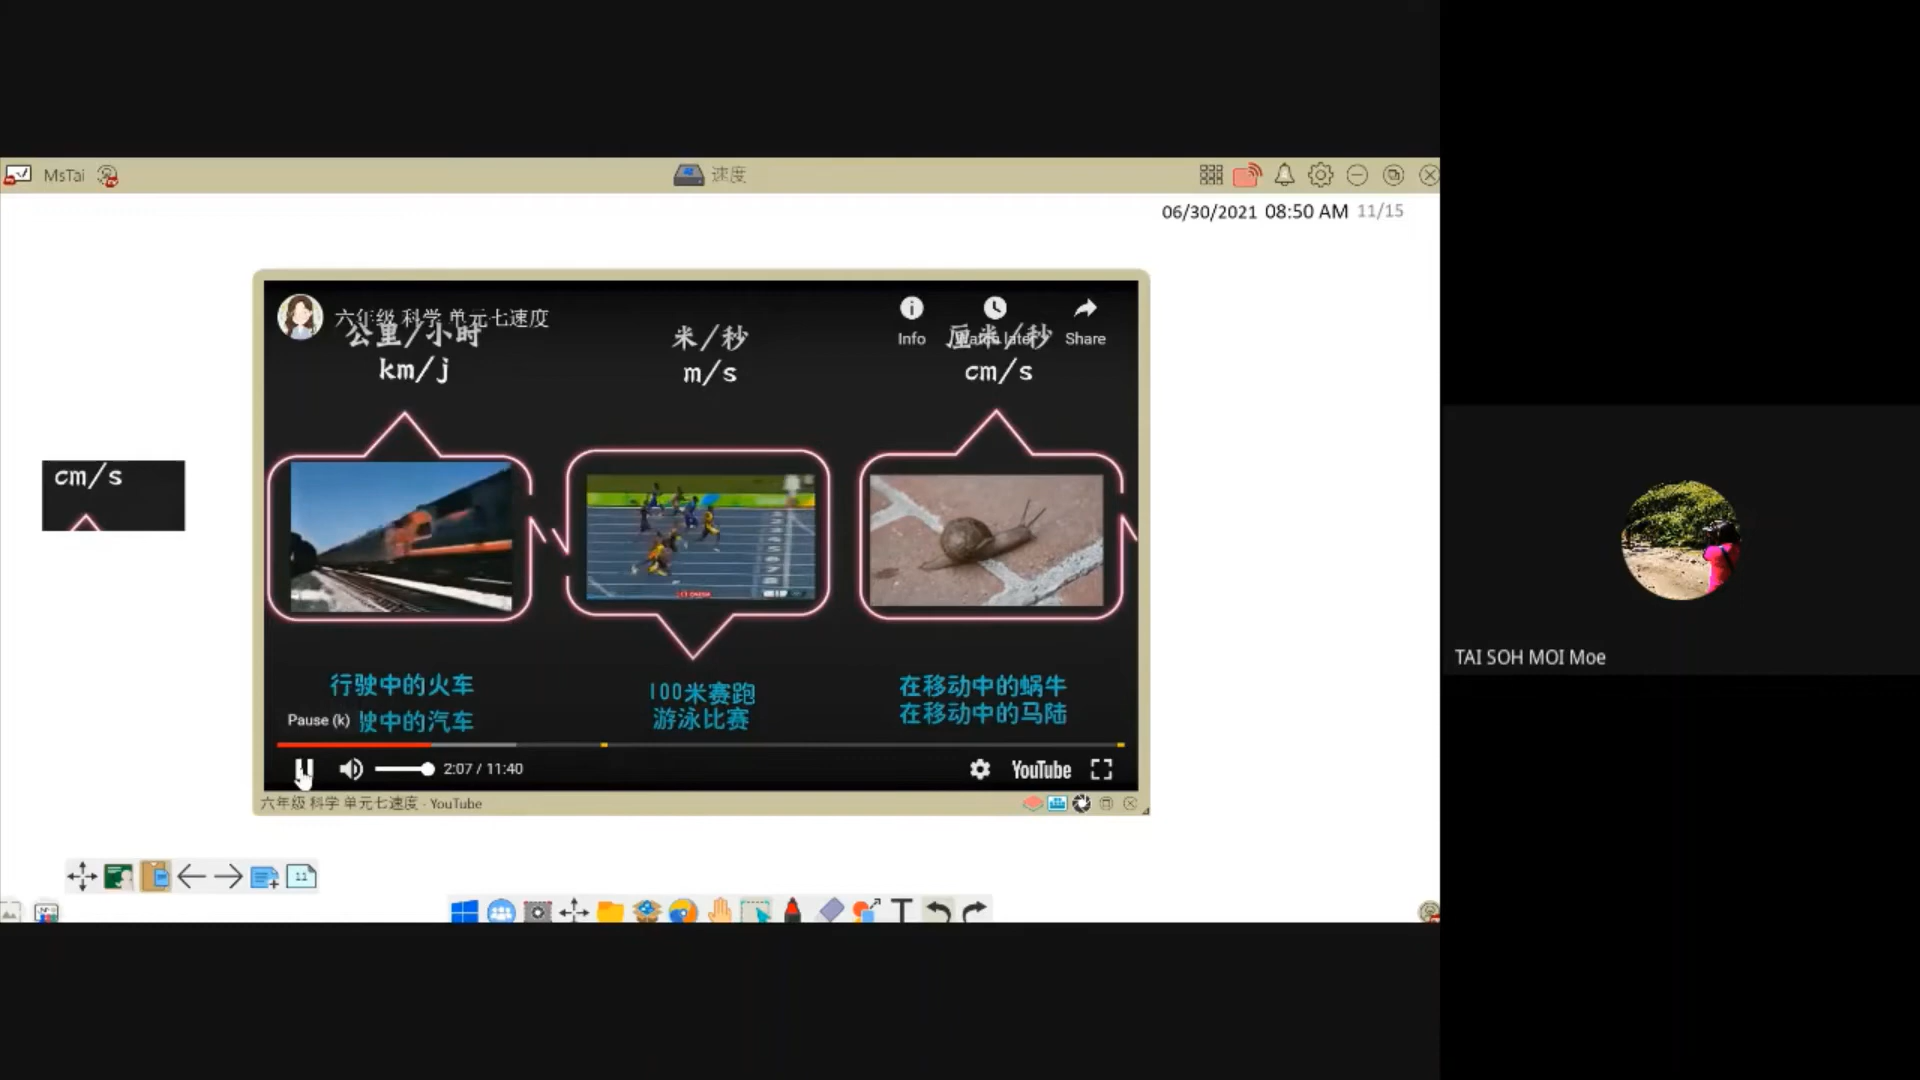 MsTai
速度
06/30/2021 08:50 AM 11/15
六年级 科学 单元七速度
Info
Share
公里/小时
米/秒
厘米/秒
km/j
m/s
cm/s
cm/s
行驶中的火车
100米赛跑
在移动中的蜗牛
Pause (k)
驶中的汽车
游泳比赛
在移动中的马陆
2:07 / 11:40
YouTube
六年级 科学 单元七速度 - YouTube
TAI SOH MOI Moe
11